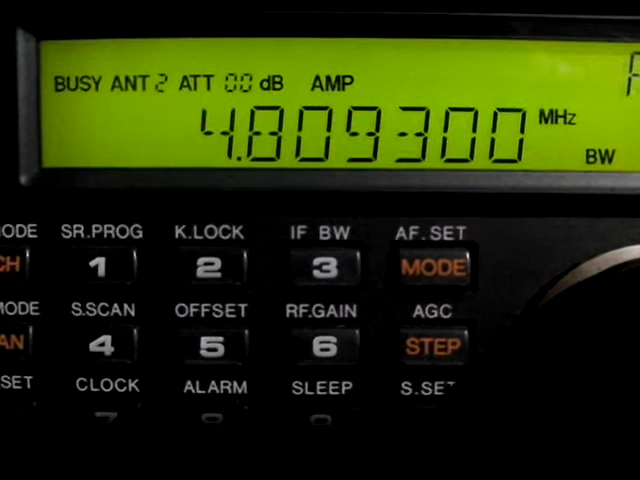 BUSY ANT 2 ATT 00 dB AMP
4.809300 MHz
BW
SR.PROG K.LOCK IF BW AF.SET
1 2 3 MODE
S.SCAN OFFSET RF.GAIN AGC
4 5 6 STEP
CLOCK ALARM SLEEP